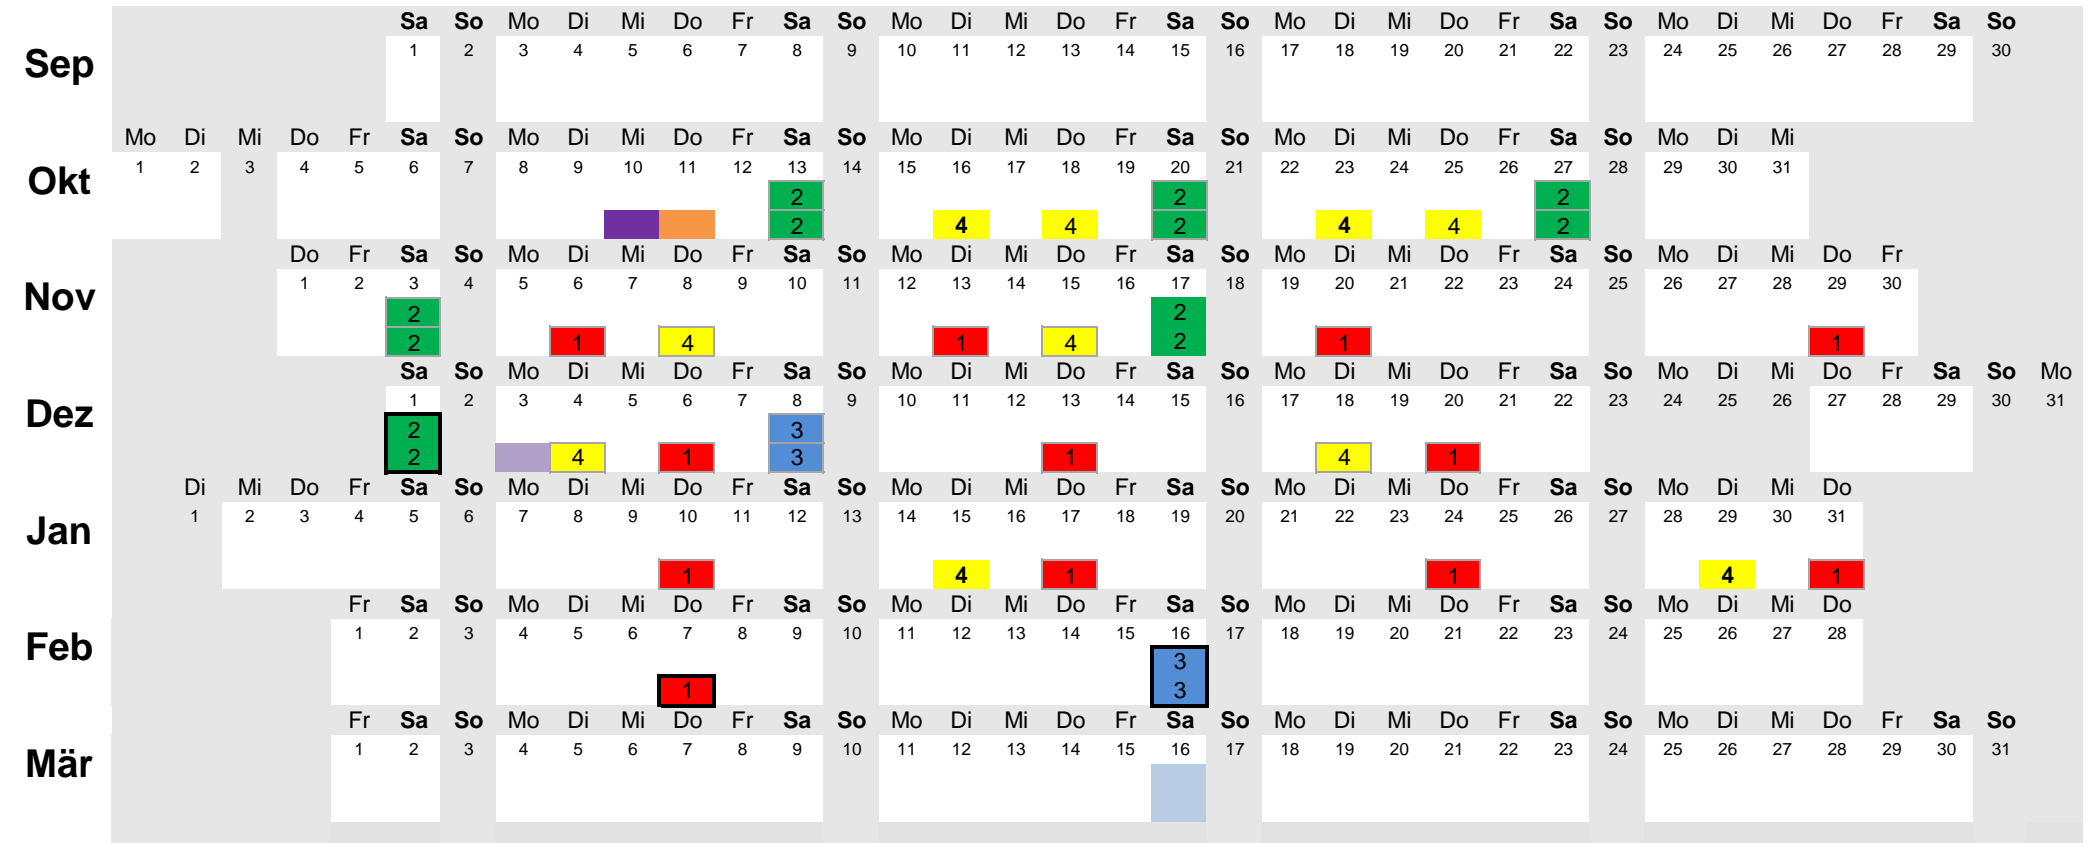 Sa So Mo Di Mi Do Fr Sa So Mo Di Mi Do Fr Sa So Mo Di Mi Do Fr Sa So Mo Di Mi Do Fr Sa So
Sep 1 2 3 4 5 6 7 8 9 10 11 12 13 14 15 16 17 18 19 20 21 22 23 24 25 26 27 28 29 30
Mo Di Mi Do Fr Sa So Mo Di Mi Do Fr Sa So Mo Di Mi Do Fr Sa So Mo Di Mi Do Fr Sa So Mo Di Mi
Okt 1 2 3 4 5 6 7 8 9 10 11 12 13 14 15 16 17 18 19 20 21 22 23 24 25 26 27 28 29 30 31
2 2 2
2 4 4 2 4 4 2
Do Fr Sa So Mo Di Mi Do Fr Sa So Mo Di Mi Do Fr Sa So Mo Di Mi Do Fr Sa So Mo Di Mi Do Fr
Nov 1 2 3 4 5 6 7 8 9 10 11 12 13 14 15 16 17 18 19 20 21 22 23 24 25 26 27 28 29 30
2 2
2 1 4 1 4 2 1 1
Sa So Mo Di Mi Do Fr Sa So Mo Di Mi Do Fr Sa So Mo Di Mi Do Fr Sa So Mo Di Mi Do Fr Sa So Mo
Dez 1 2 3 4 5 6 7 8 9 10 11 12 13 14 15 16 17 18 19 20 21 22 23 24 25 26 27 28 29 30 31
2 3
2 4 1 3 1 4 1
Di Mi Do Fr Sa So Mo Di Mi Do Fr Sa So Mo Di Mi Do Fr Sa So Mo Di Mi Do Fr Sa So Mo Di Mi Do
Jan 1 2 3 4 5 6 7 8 9 10 11 12 13 14 15 16 17 18 19 20 21 22 23 24 25 26 27 28 29 30 31
1 4 1 1 4 1
Fr Sa So Mo Di Mi Do Fr Sa So Mo Di Mi Do Fr Sa So Mo Di Mi Do Fr Sa So Mo Di Mi Do
Feb 1 2 3 4 5 6 7 8 9 10 11 12 13 14 15 16 17 18 19 20 21 22 23 24 25 26 27 28
3
1 3
Fr Sa So Mo Di Mi Do Fr Sa So Mo Di Mi Do Fr Sa So Mo Di Mi Do Fr Sa So Mo Di Mi Do Fr Sa So
Mär 1 2 3 4 5 6 7 8 9 10 11 12 13 14 15 16 17 18 19 20 21 22 23 24 25 26 27 28 29 30 31